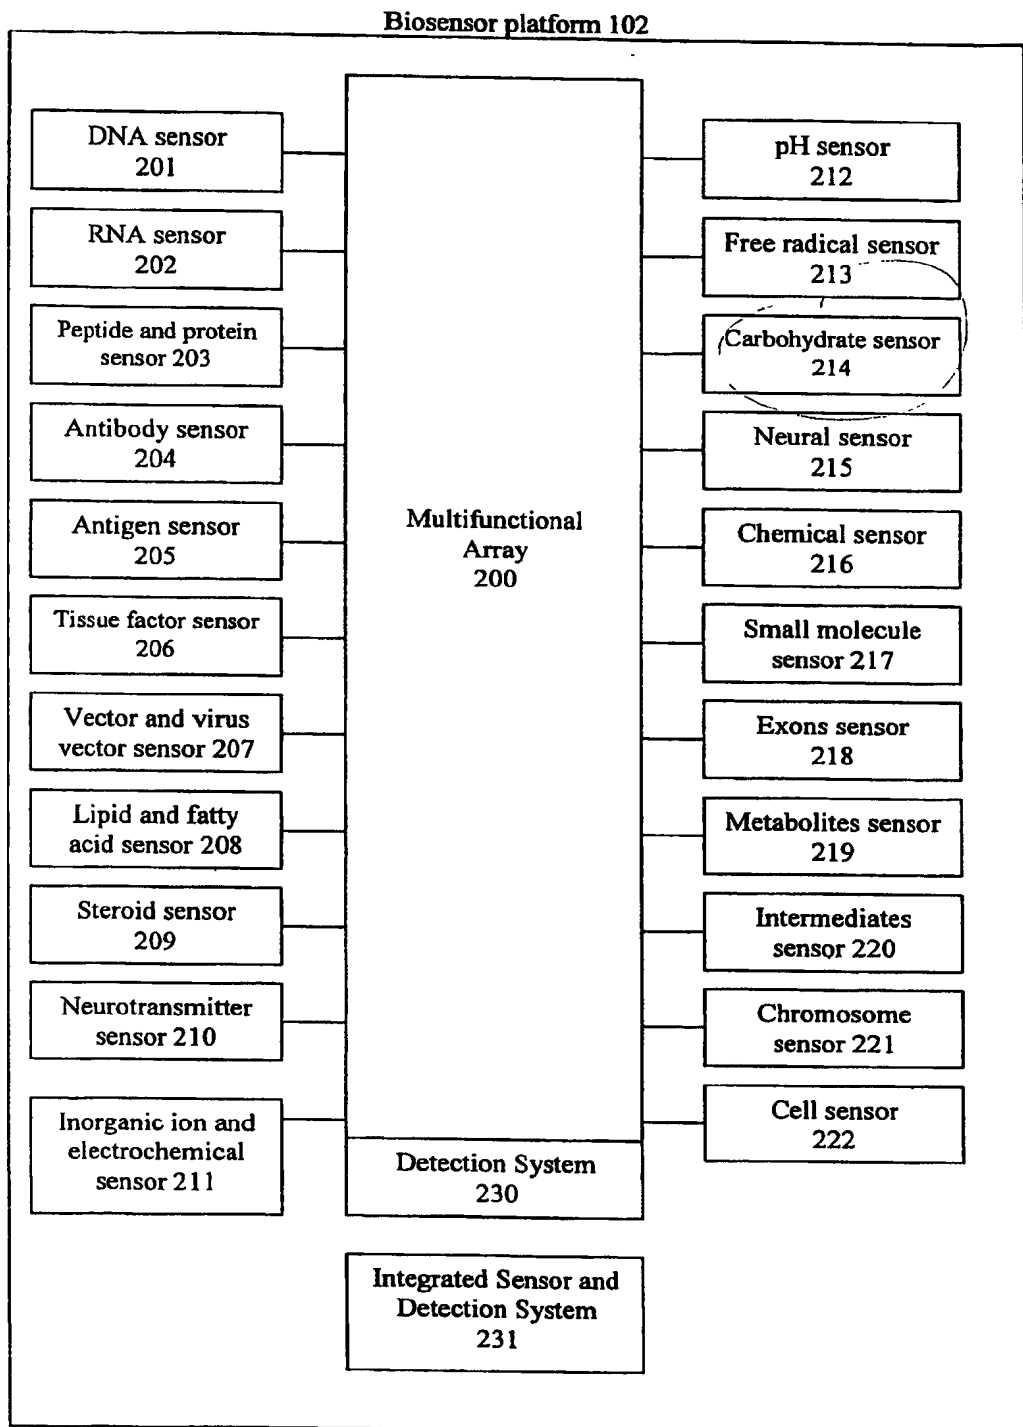 Biosensor platform 102
DNA sensor
201
RNA sensor
202
Peptide and protein
sensor 203
Antibody sensor
204
Antigen sensor
205
Tissue factor sensor
206
Vector and virus
vector sensor 207
Lipid and fatty
acid sensor 208
Steroid sensor
209
Neurotransmitter
sensor 210
Inorganic ion and
electrochemical
sensor 211
Multifunctional
Array
200
Detection System
230
Integrated Sensor and
Detection System
231
pH sensor
212
Free radical sensor
213
Carbohydrate sensor
214
Neural sensor
215
Chemical sensor
216
Small molecule
sensor 217
Exons sensor
218
Metabolites sensor
219
Intermediates
sensor 220
Chromosome
sensor 221
Cell sensor
222